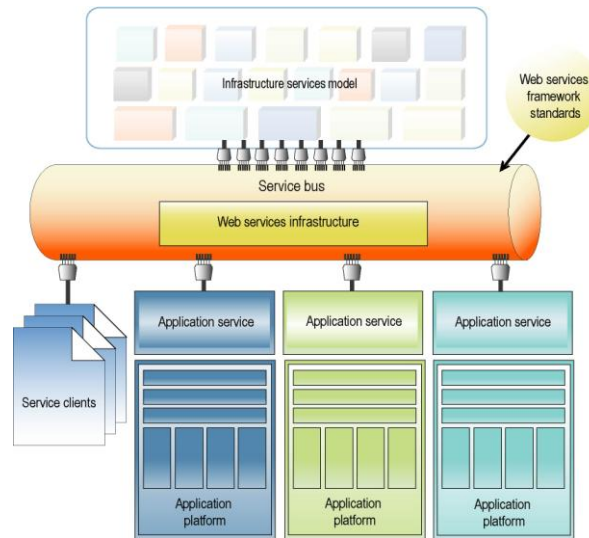 Infrastructure services model
Web services
framework
standards
Service bus
Web services infrastructure
Application service
Application service
Application service
Service clients
Application
platform
Application
platform
Application
platform